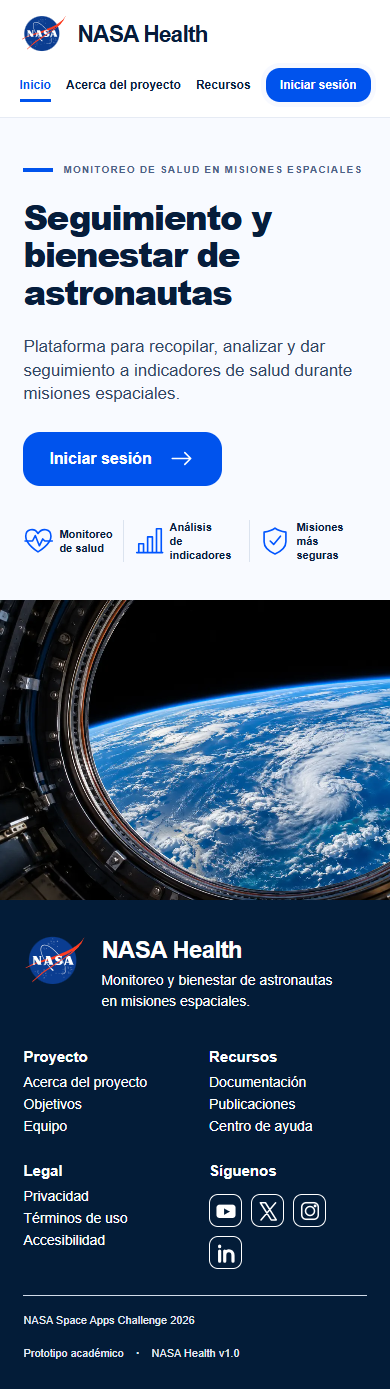 NASA
NASA Health
Inicio
Acerca del proyecto
Recursos
Iniciar sesión
MONITOREO DE SALUD EN MISIONES ESPACIALES
Seguimiento y
bienestar de
astronautas
Plataforma para recopilar, analizar y dar
seguimiento a indicadores de salud durante
misiones espaciales.
Iniciar sesión →
Monitoreo
de salud
Análisis
de
indicadores
Misiones
más
seguras
NASA
NASA Health
Monitoreo y bienestar de astronautas
en misiones espaciales.
Proyecto
Acerca del proyecto
Objetivos
Equipo
Recursos
Documentación
Publicaciones
Centro de ayuda
Legal
Privacidad
Términos de uso
Accesibilidad
Síguenos
X
in
NASA Space Apps Challenge 2026
Prototipo académico • NASA Health v1.0